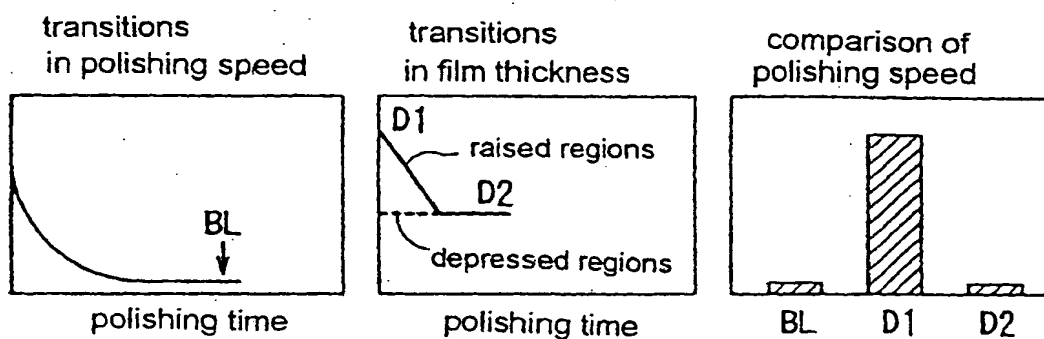 transitions
in polishing speed
BL
polishing time
transitions
in film thickness
D1
raised regions
D2
depressed regions
polishing time
comparison of
polishing speed
BL D1 D2